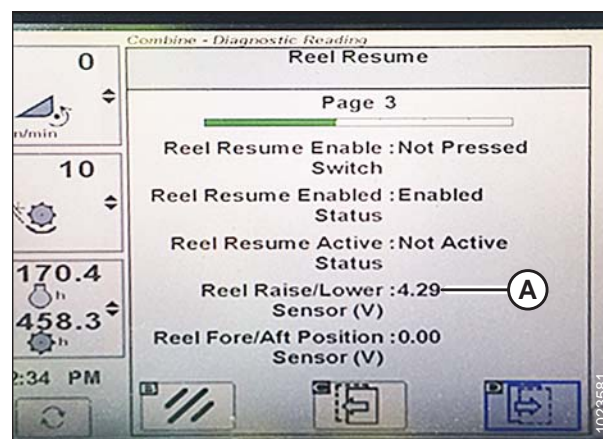 Combine - Diagnostic Reading
Reel Resume
Page 3
Reel Resume Enable :Not Pressed
Switch
Reel Resume Enabled :Enabled
Status
Reel Resume Active :Not Active
Status
Reel Raise/Lower :4.29
Sensor (V)
Reel Fore/Aft Position :0.00
Sensor (V)
0
n/min
10
170.4
h
458.3
h
2:34 PM
A
B
G
D
1023581